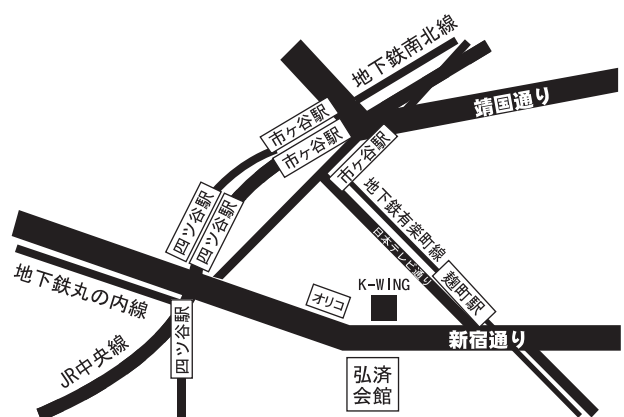 地下鉄南北線
靖国通り
市ヶ谷駅
市ヶ谷駅
市ヶ谷駅
四ツ谷駅
四ツ谷駅
地下鉄有楽町線
日本テレビ通り
麹町駅
地下鉄丸の内線
オリコ
K-WING
四ツ谷駅
新宿通り
JR中央線
弘済
会館